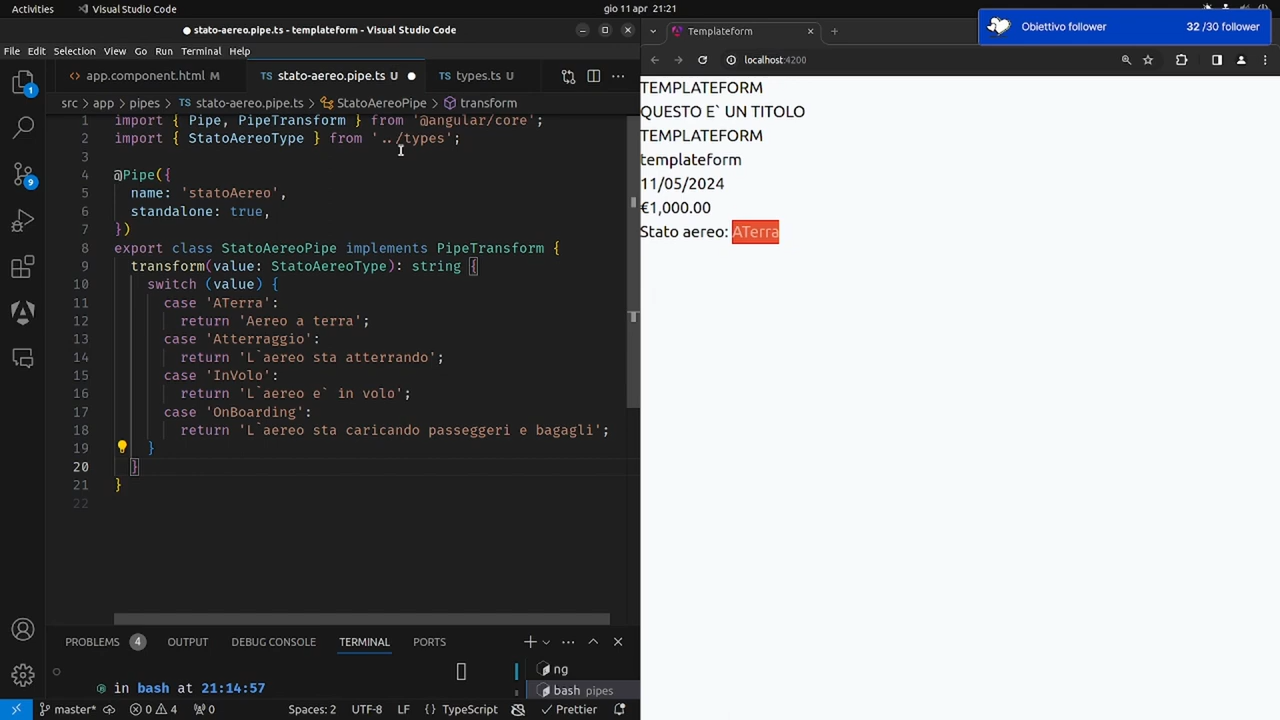 Activities
Visual Studio Code
gio 11 apr 21:21
stato-aereo.pipe.ts - templateform - Visual Studio Code
File Edit Selection View Go Run Terminal Help
app.component.html M
stato-aereo.pipe.ts U
types.ts U
src > app > pipes > TS stato-aereo.pipe.ts > StatoAereoPipe > transform
1 import { Pipe, PipeTransform } from '@angular/core';
2 import { StatoAereoType } from '../types';
3
4 @Pipe({
5 name: 'statoAereo',
6 standalone: true,
7 })
8 export class StatoAereoPipe implements PipeTransform {
9 transform(value: StatoAereoType): string {
10 switch (value) {
11 case 'ATerra':
12 return 'Aereo a terra';
13 case 'Atterraggio':
14 return 'L`aereo sta atterrando';
15 case 'InVolo':
16 return 'L`aereo e` in volo';
17 case 'OnBoarding':
18 return 'L`aereo sta caricando passeggeri e bagagli';
19 }
20 }
21 }
22
1
9
PROBLEMS 4 OUTPUT DEBUG CONSOLE TERMINAL PORTS
in bash at 21:14:57
ng
bash pipes
master* 0 4 0 Spaces: 2 UTF-8 LF {} TypeScript Prettier
Templateform
localhost:4200
Obiettivo follower 32 /30 follower
TEMPLATEFORM
QUESTO E` UN TITOLO
TEMPLATEFORM
templateform
11/05/2024
€1,000.00
Stato aereo: ATerra